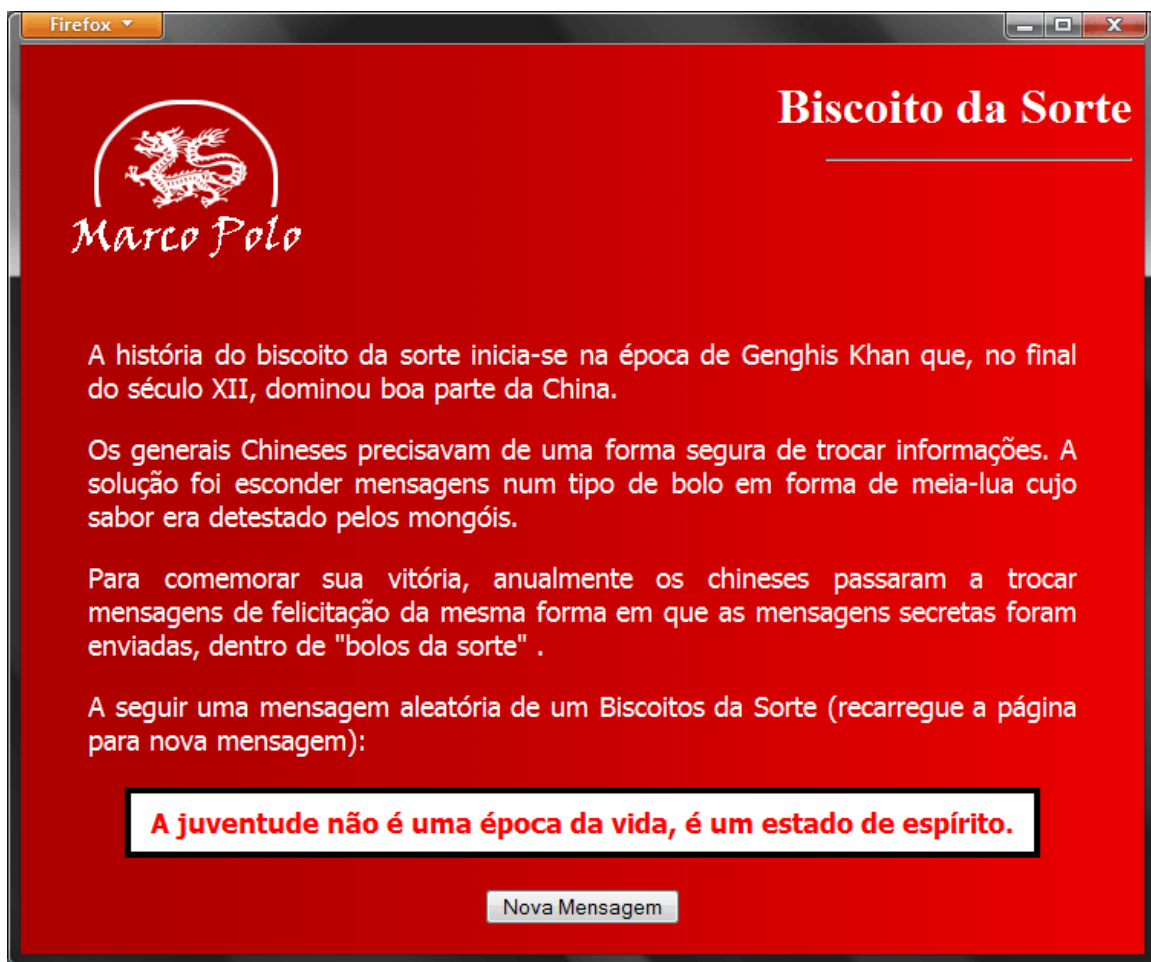 Firefox
Biscoito da Sorte
Marco Polo
A história do biscoito da sorte inicia-se na época de Genghis Khan que, no final
do século XII, dominou boa parte da China.
Os generais Chineses precisavam de uma forma segura de trocar informações. A
solução foi esconder mensagens num tipo de bolo em forma de meia-lua cujo
sabor era detestado pelos mongóis.
Para comemorar sua vitória, anualmente os chineses passaram a trocar
mensagens de felicitação da mesma forma em que as mensagens secretas foram
enviadas, dentro de "bolos da sorte" .
A seguir uma mensagem aleatória de um Biscoitos da Sorte (recarregue a página
para nova mensagem):
A juventude não é uma época da vida, é um estado de espírito.
Nova Mensagem